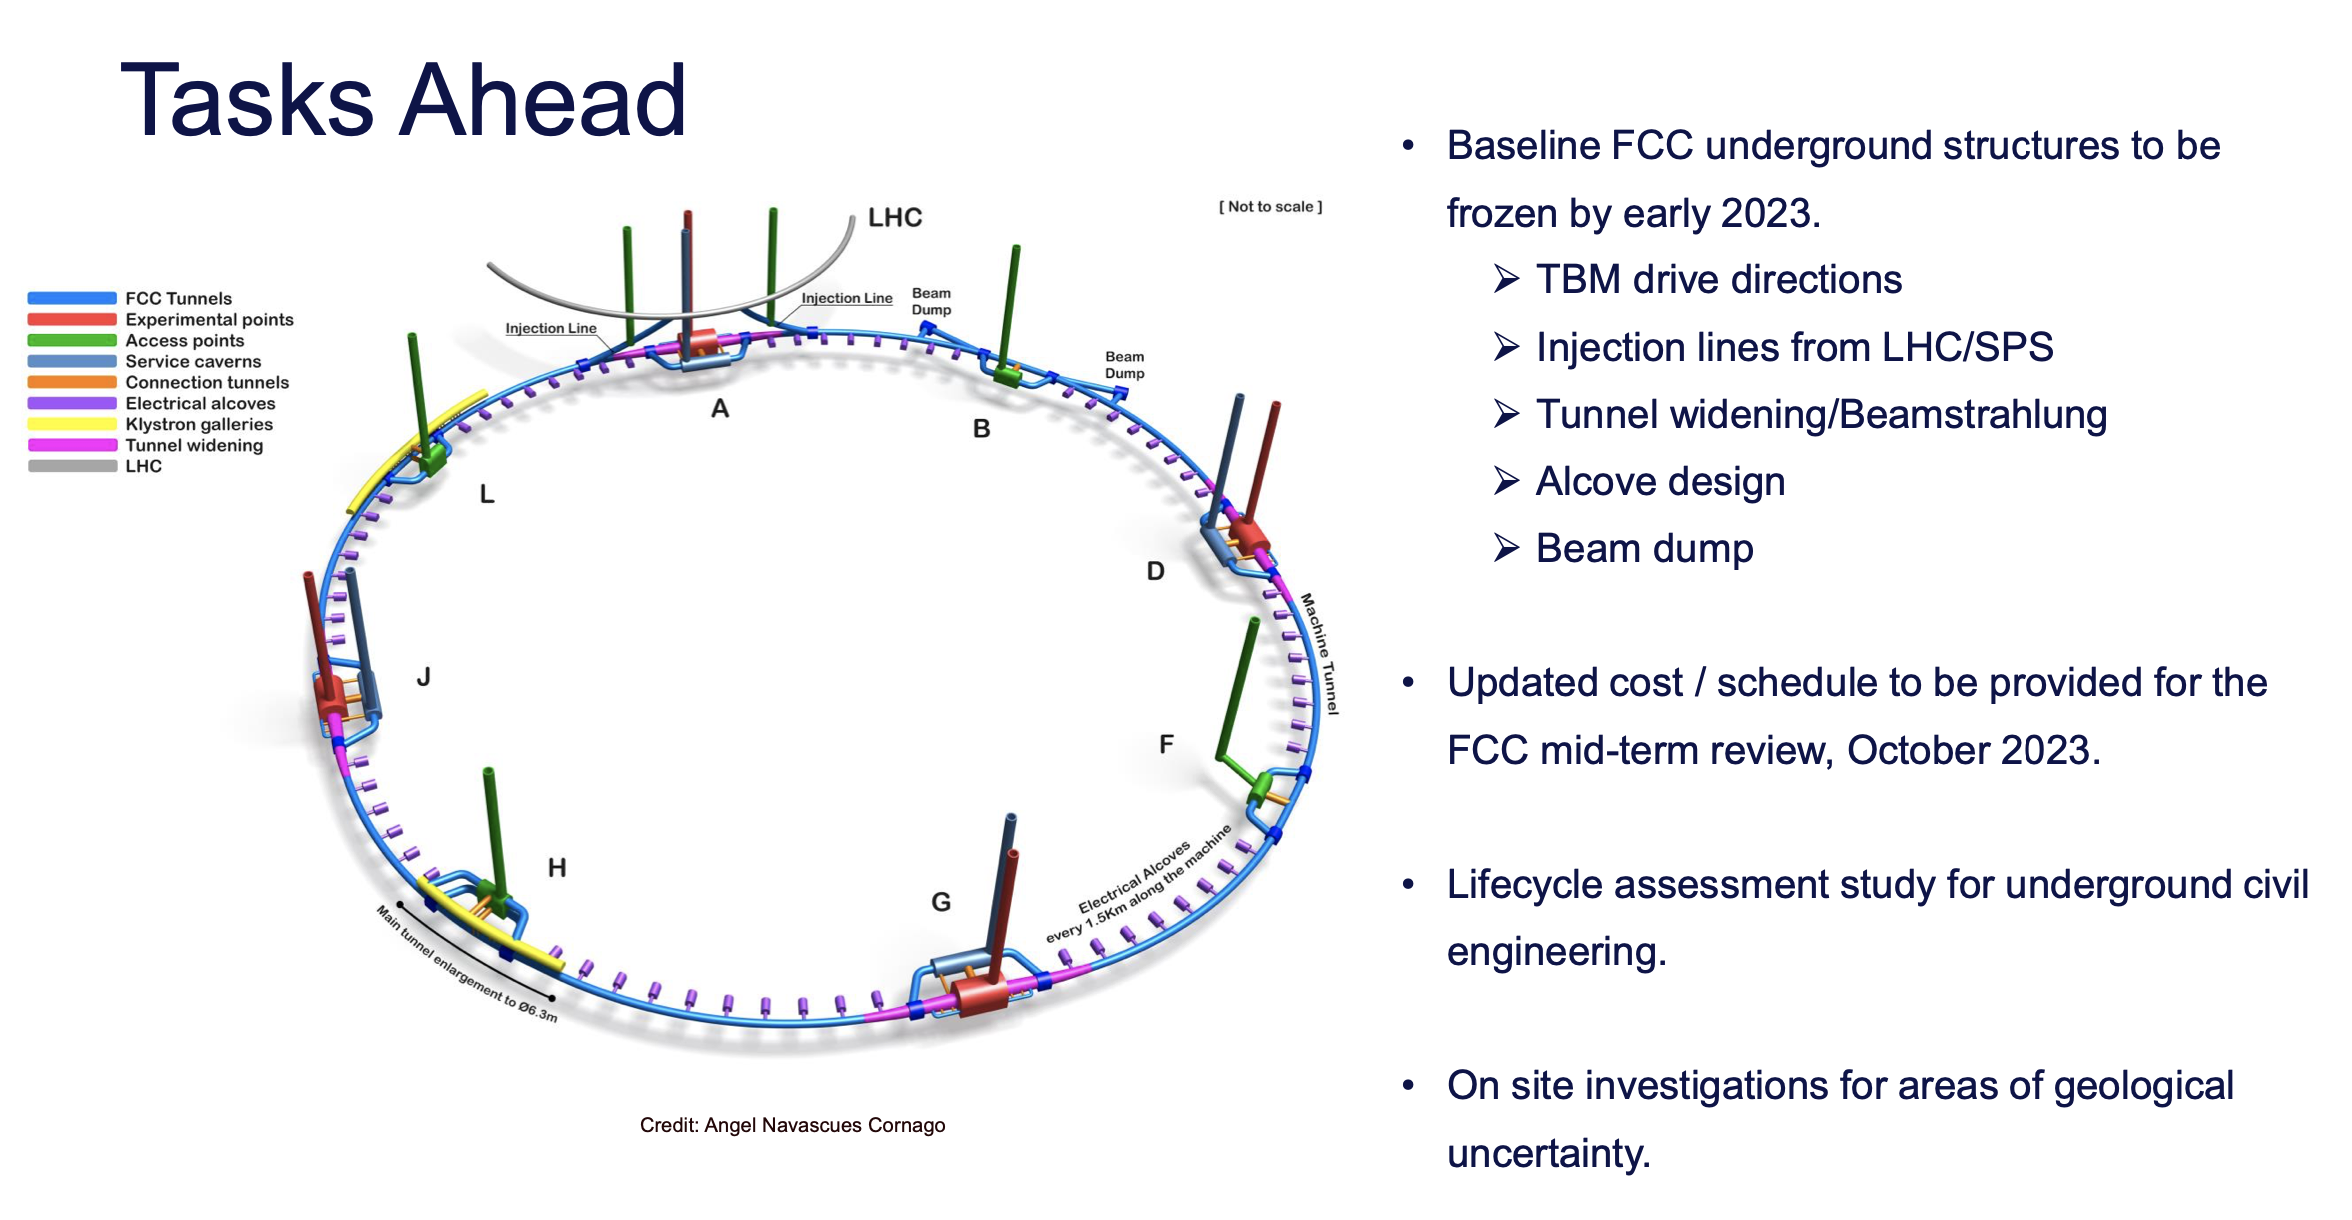 Tasks Ahead
[ Not to scale ]
LHC
FCC Tunnels
Experimental points
Access points
Service caverns
Connection tunnels
Electrical alcoves
Klystron galleries
Tunnel widening
LHC
Injection Line
Injection Line
Beam
Dump
Beam
Dump
A
B
D
F
G
H
J
L
Machine Tunnel
Electrical Alcoves
every 1.5Km along the machine
Main tunnel enlargement to Ø6.3m
Credit: Angel Navascues Cornago
• Baseline FCC underground structures to be
frozen by early 2023.
➢ TBM drive directions
➢ Injection lines from LHC/SPS
➢ Tunnel widening/Beamstrahlung
➢ Alcove design
➢ Beam dump
• Updated cost / schedule to be provided for the
FCC mid-term review, October 2023.
• Lifecycle assessment study for underground civil
engineering.
• On site investigations for areas of geological
uncertainty.